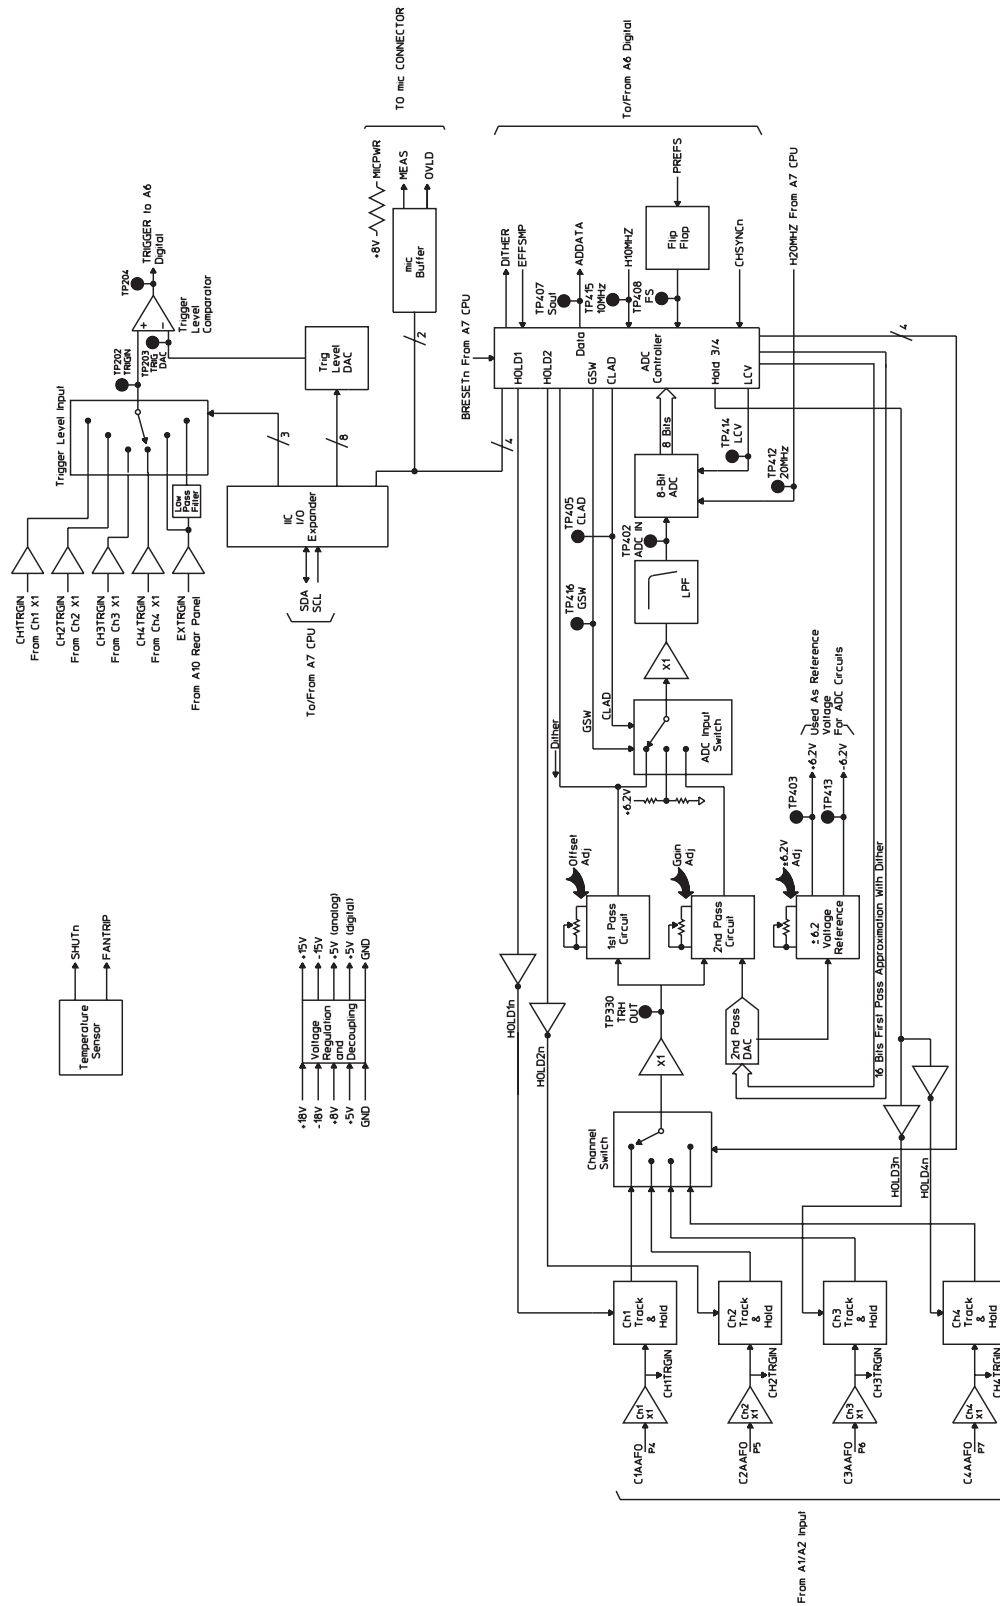 CH1TRGIN
From Ch1 X1
CH2TRGIN
From Ch2 X1
CH3TRGIN
From Ch3 X1
CH4TRGIN
From Ch4 X1
EXTRGIN
From A10 Rear Panel
Trigger Level Input
Low
Pass
Filter
TP202
TRIGIN
TP203
TRIG
DAC
+
-
Trigger
Level
Comparator
TP204
TRIGGER to A6
Digital
Trig
Level
DAC
3
8
IIC
I/O
Expander
SDA
SCL
To/From A7 CPU
+8V
MICPWR
MEAS
OVLD
mic
Buffer
2
TO mic CONNECTOR
Temperature
Sensor
SHUTn
FANTRIP
+18V
-18V
+8V
+5V
GND
Voltage
Regulation
and
Decoupling
+15V
-15V
+5V (analog)
+5V (digital)
GND
BRESETn From A7 CPU
4
HOLD1
HOLD2
Data
GSW
CLAD
ADC
Controller
Hold 3/4
LCV
DITHER
EFFSMP
TP407
Sout
ADDATA
TP415
10MHz
H10MHZ
TP408
FS
Flip
Flop
PREFS
CHSYNCn
H20MHZ From A7 CPU
To/From A6 Digital
4
8 Bits
8-Bit
ADC
TP414
LCV
TP412
20MHz
TP405
CLAD
TP402
ADC IN
TP416
GSW
LPF
X1
GSW
CLAD
Dither
ADC Input
Switch
+6.2V
Offset
Adj
1st Pass
Circuit
Gain
Adj
2nd Pass
Circuit
±6.2V
Adj
±6.2
Voltage
Reference
TP403
TP413
+6.2V
-6.2V
Used As Reference
Voltage
For ADC Circuits
16 Bits First Pass Approximation With Dither
TP330
TRH
OUT
X1
2nd Pass
DAC
HOLD1n
HOLD2n
HOLD3n
HOLD4n
Channel
Switch
Ch1
Track
&
Hold
Ch2
Track
&
Hold
Ch3
Track
&
Hold
Ch4
Track
&
Hold
CH1TRGIN
CH2TRGIN
CH3TRGIN
CH4TRGIN
Ch1
X1
Ch2
X1
Ch3
X1
Ch4
X1
C1AAFO
P4
C2AAFO
P5
C3AAFO
P6
C4AAFO
P7
From A1/A2 Input